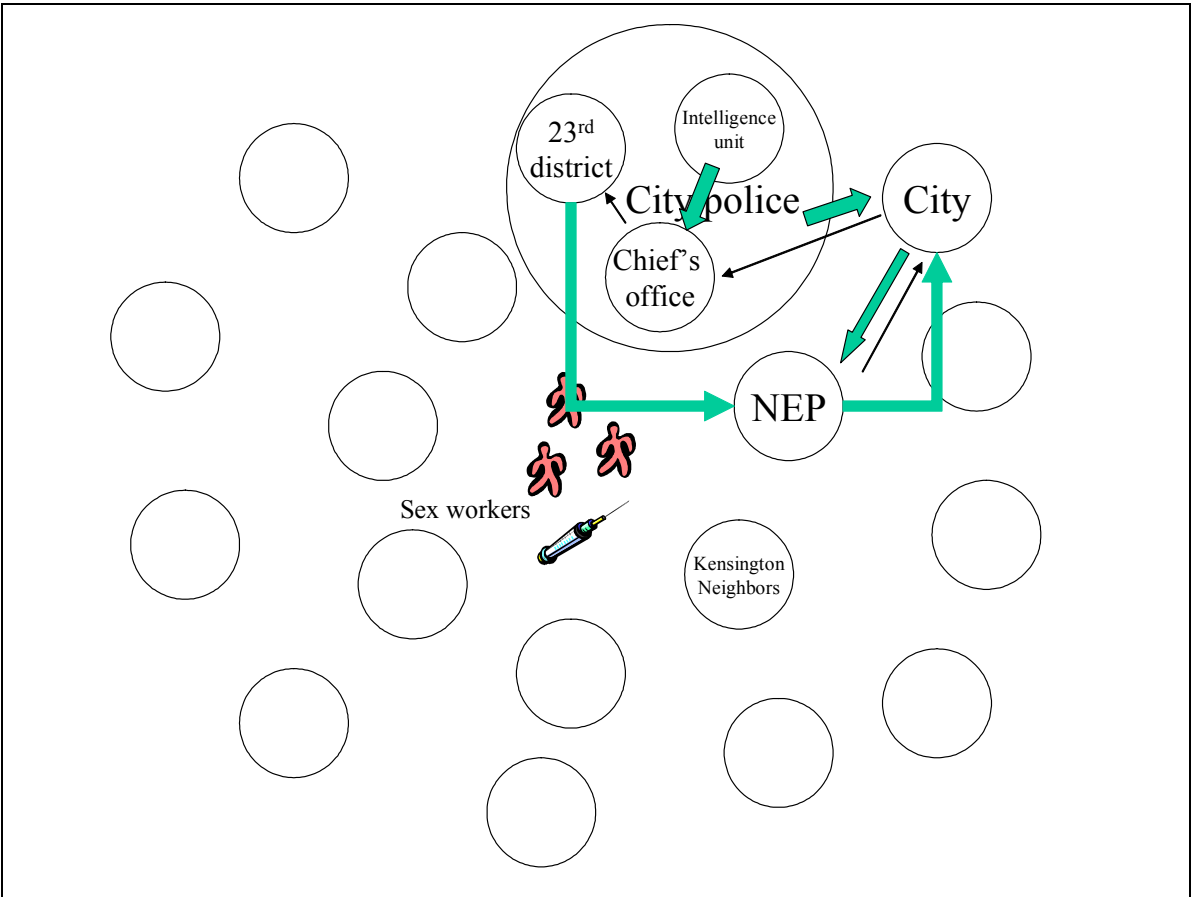 23rd
district
Intelligence
unit
City police
City
Chief's
office
NEP
Sex workers
Kensington
Neighbors